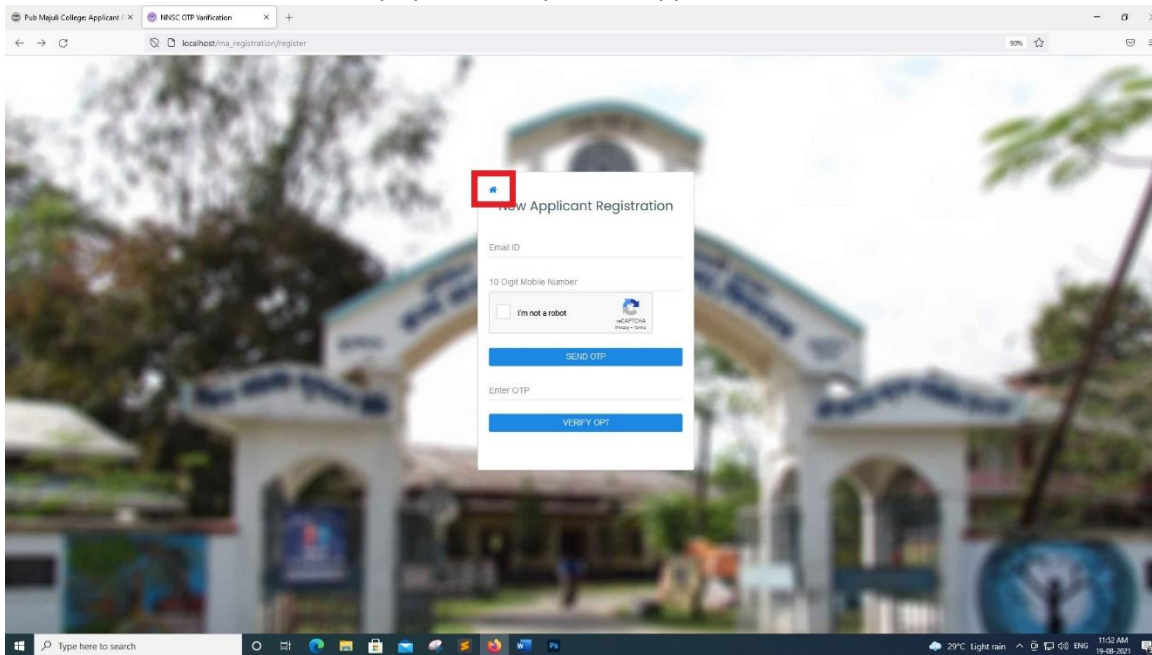 Pub Majuli College: Applicant
NNSC OTP Varification
localhost/ma_registration/register
90%
New Applicant Registration
Email ID
10 Digit Mobile Number
I'm not a robot
reCAPTCHA
Privacy - Terms
SEND OTP
Enter OTP
VERIFY OPT
Type here to search
29°C Light rain
ENG
11:52 AM
19-08-2021